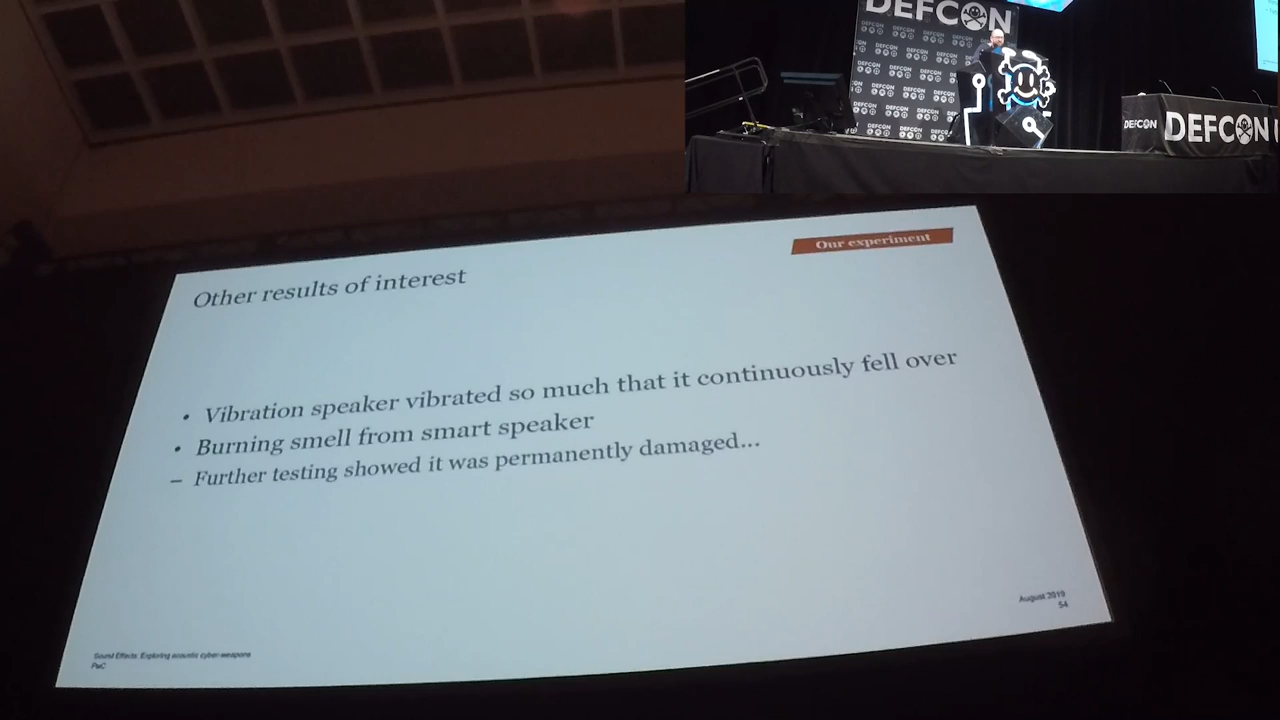 DEFCON
DEFCON
DEFCON
Our experiment
Other results of interest
• Vibration speaker vibrated so much that it continuously fell over
• Burning smell from smart speaker
– Further testing showed it was permanently damaged...
August 2019
54
Sound Effects: Exploring acoustic cyber-weapons
PwC